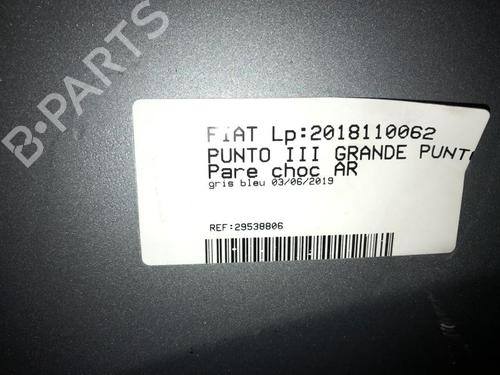 B-PARTS
FIAT Lp:2018110062
PUNTO III GRANDE PUNTO
Pare choc AR
gris bleu 03/06/2019
REF:29538806